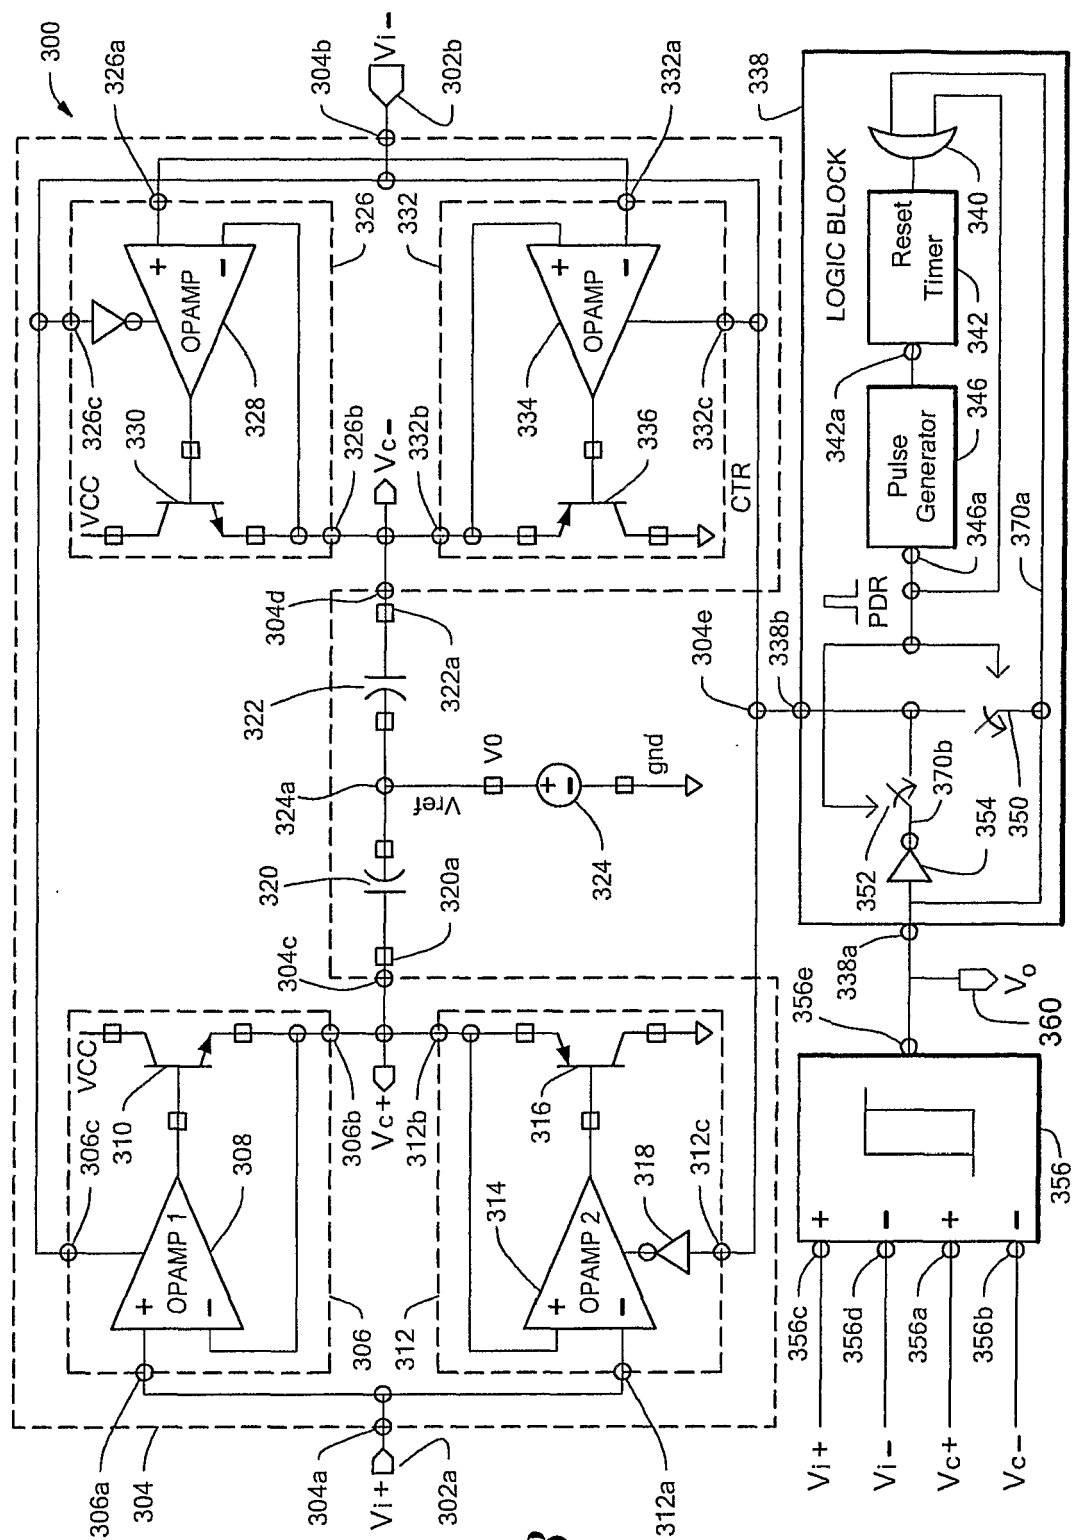 300
326a
304b
Vi−
302b
332a
326
332
326c
330
VCC
+
−
OPAMP
328
326b
Vc−
332b
334
OPAMP
+
−
336
332c
CTR
338
LOGIC BLOCK
340
Reset
Timer
342
342a
346
Pulse
Generator
346a
370a
PDR
304d
322
322a
304e
338b
324a
V0
Vref
+
−
gnd
324
320
320a
304c
352
370b
354
350
338a
356e
Vo
360
VCC
306c
310
306b
Vc+
312b
316
312c
318
314
308
OPAMP 1
+
−
OPAMP 2
+
−
306
312
306a
304
304a
Vi+
302a
312a
356
+
−
+
−
356c
356d
356a
356b
Vi+
Vi−
Vc+
Vc−